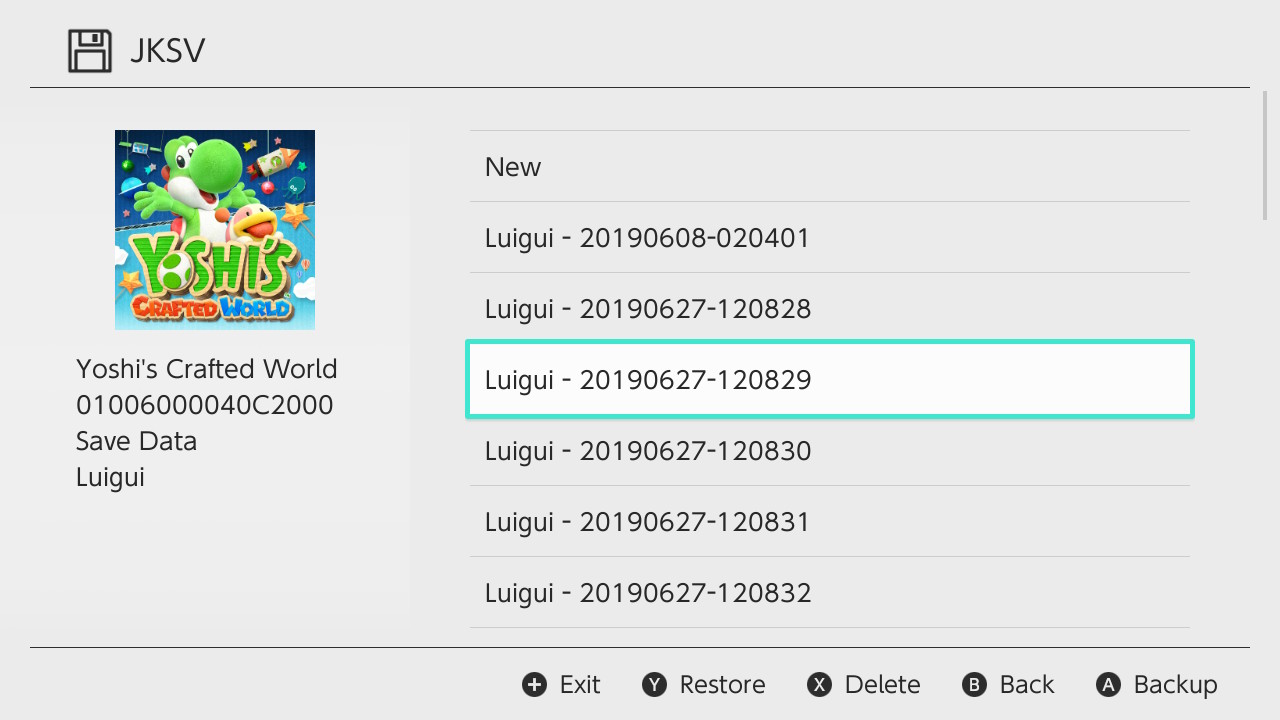 JKSV
YOSHI'S
CRAFTED WORLD
Yoshi's Crafted World
01006000040C2000
Save Data
Luigui
New
Luigui - 20190608-020401
Luigui - 20190627-120828
Luigui - 20190627-120829
Luigui - 20190627-120830
Luigui - 20190627-120831
Luigui - 20190627-120832
+ Exit
Y Restore
X Delete
B Back
A Backup